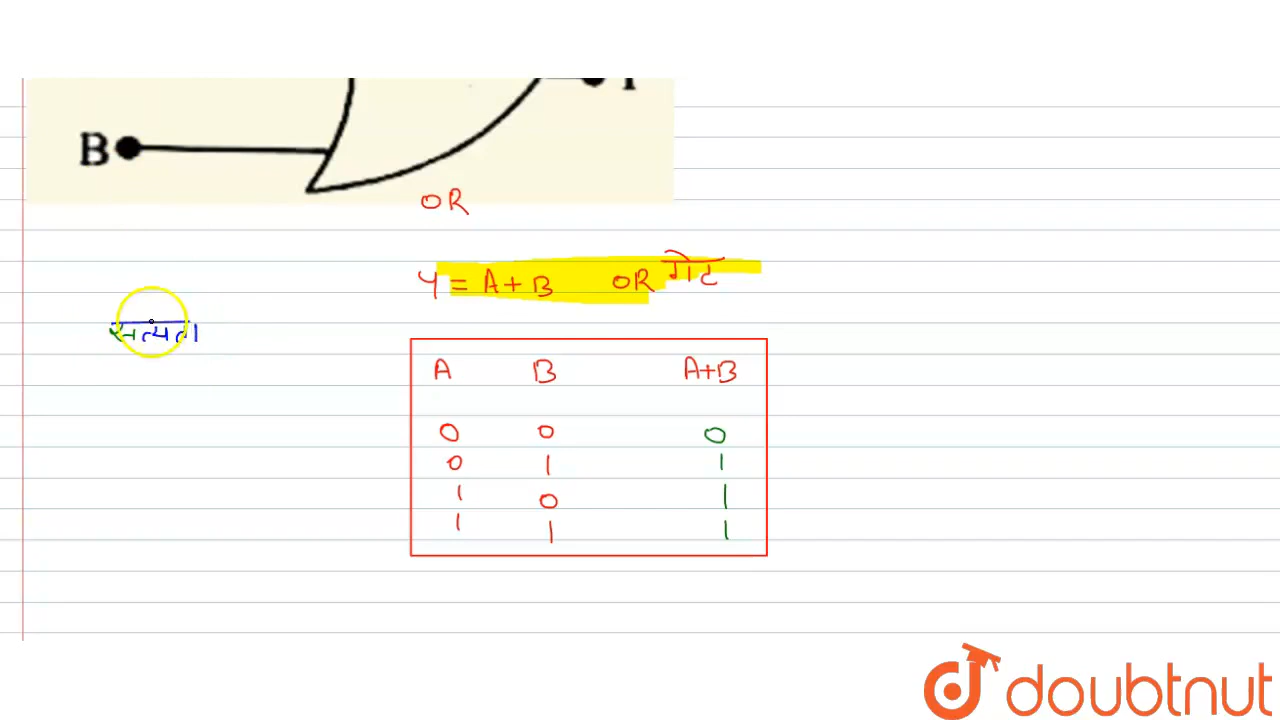 B
OR
Y = A+B OR गेट
सत्यता
A B A+B
0 0 0
0 1 1
1 0 1
1 1 1
doubtnut